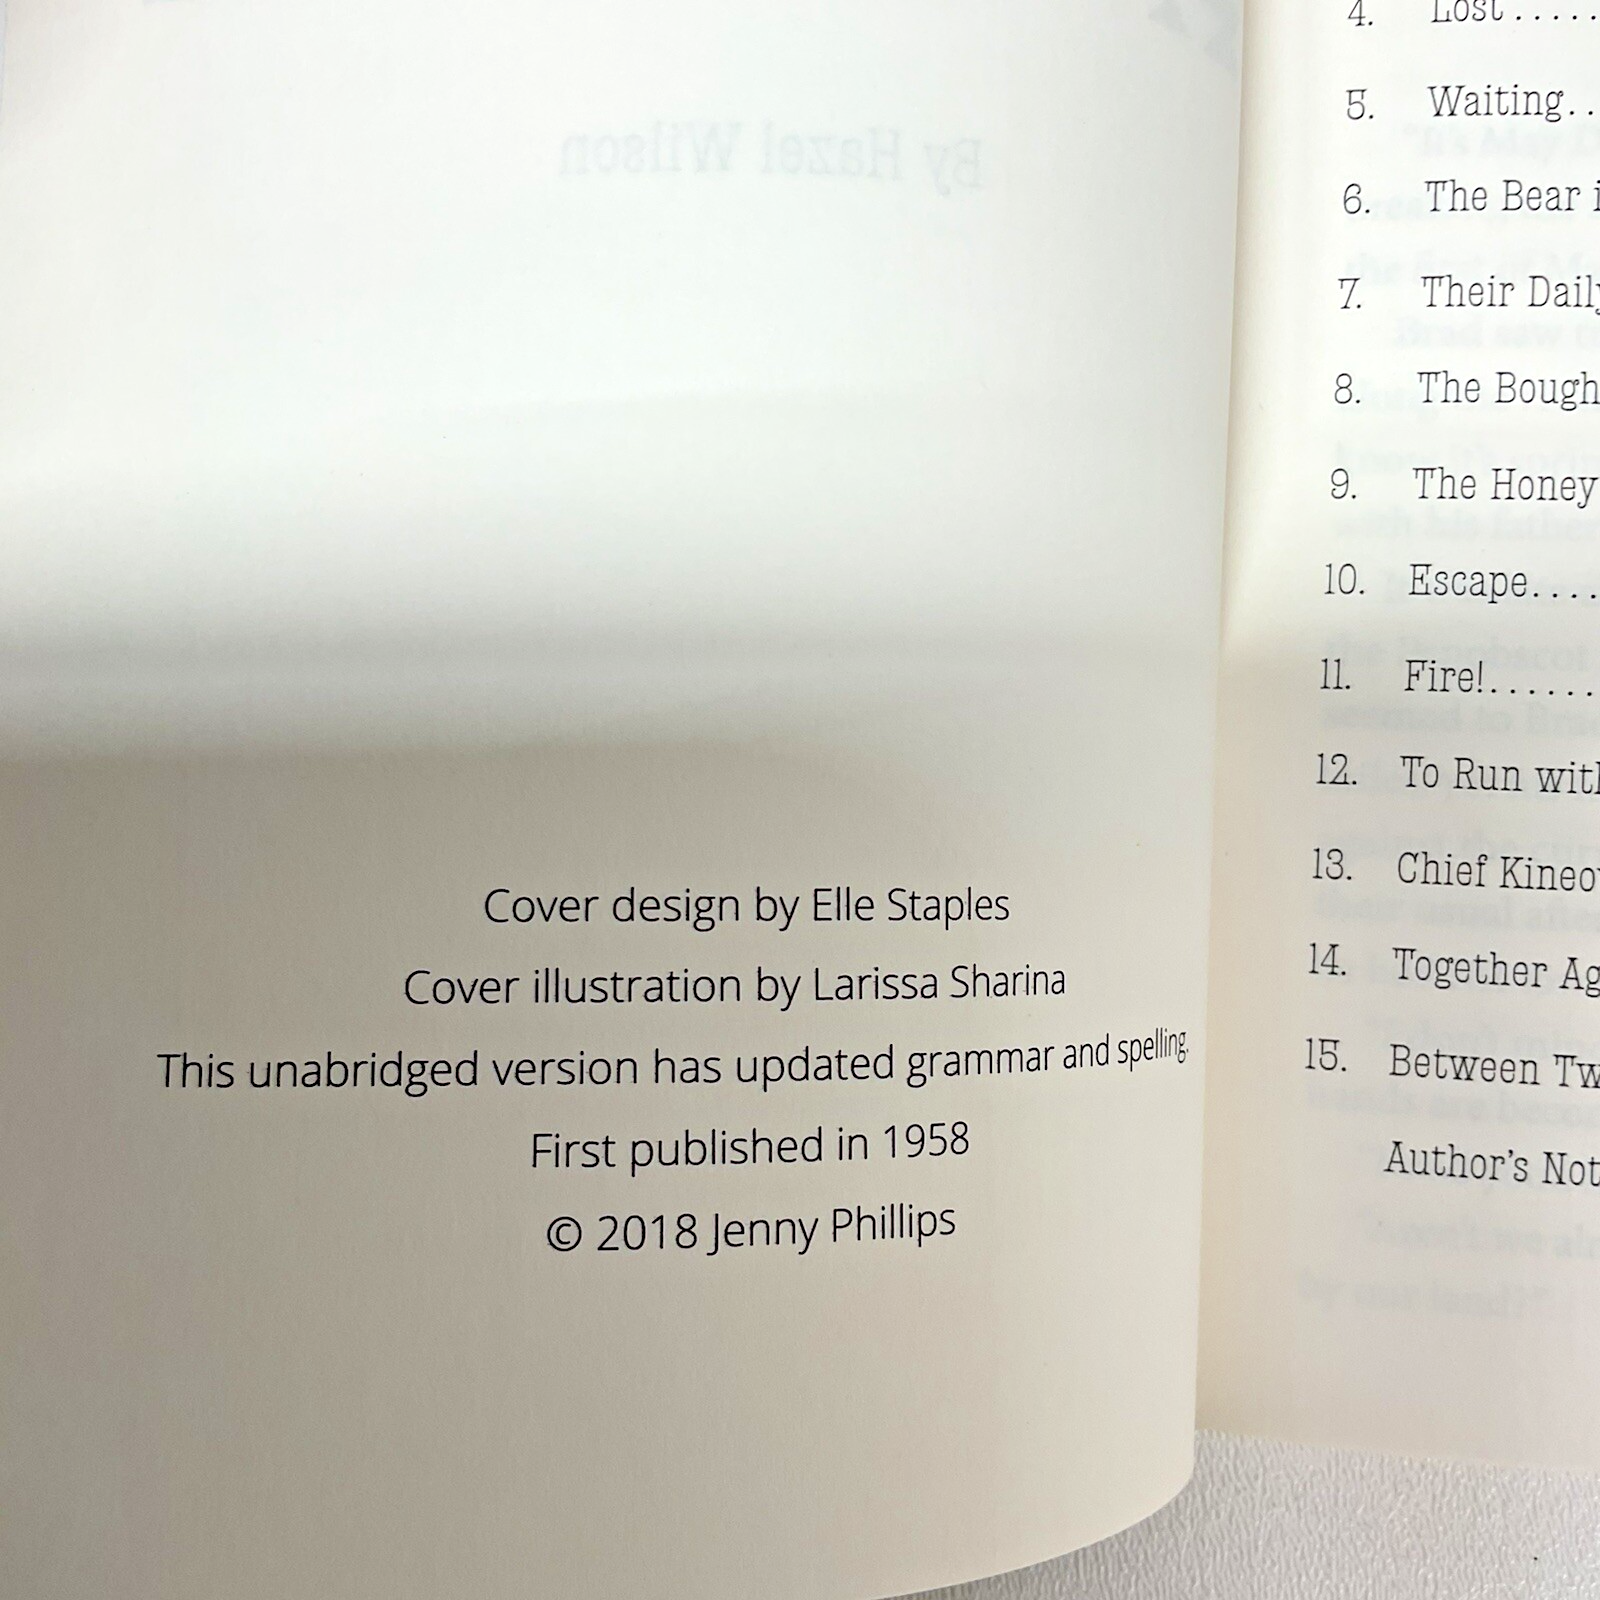 By Hazel Wilson
Cover design by Elle Staples
Cover illustration by Larissa Sharina
This unabridged version has updated grammar and spelling.
First published in 1958
© 2018 Jenny Phillips
4. Lost.....
5. Waiting..
6. The Bear
7. Their Daily
8. The Bough
9. The Honey
10. Escape....
11. Fire!......
12. To Run with
13. Chief Kineo
14. Together Ag
15. Between Tw
Author's Not